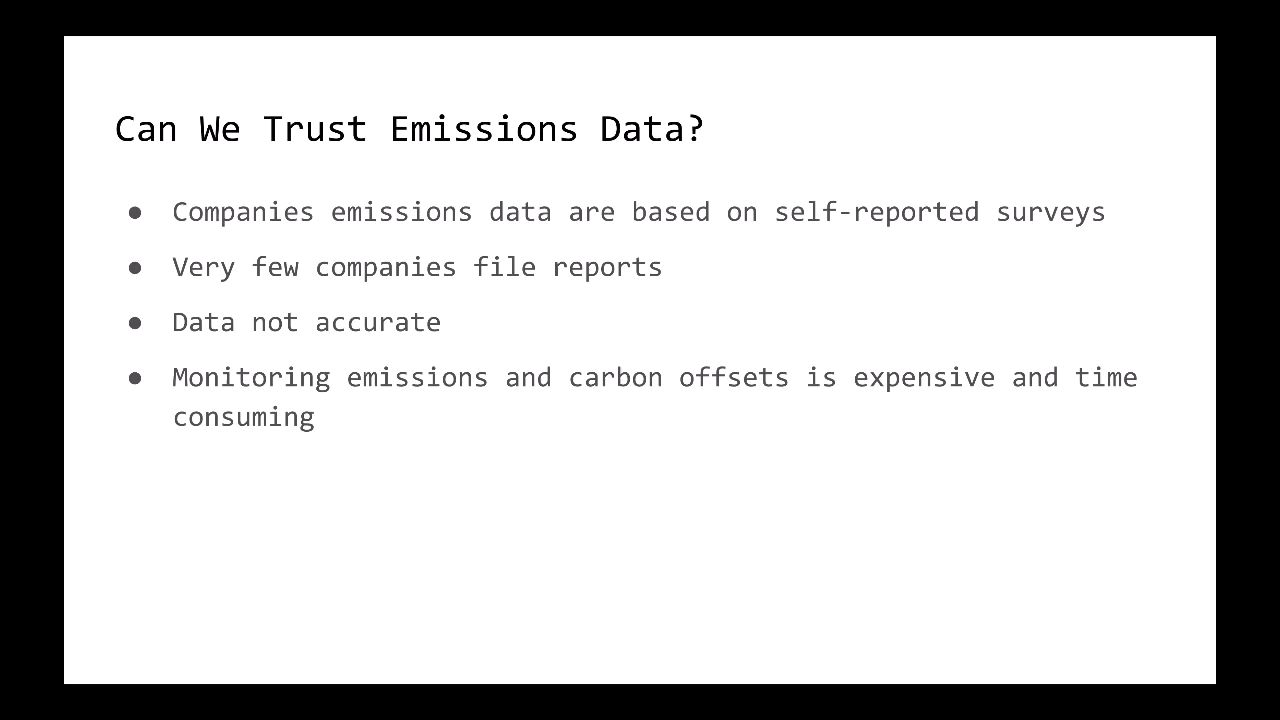 Can We Trust Emissions Data?
● Companies emissions data are based on self-reported surveys
● Very few companies file reports
● Data not accurate
● Monitoring emissions and carbon offsets is expensive and time
consuming